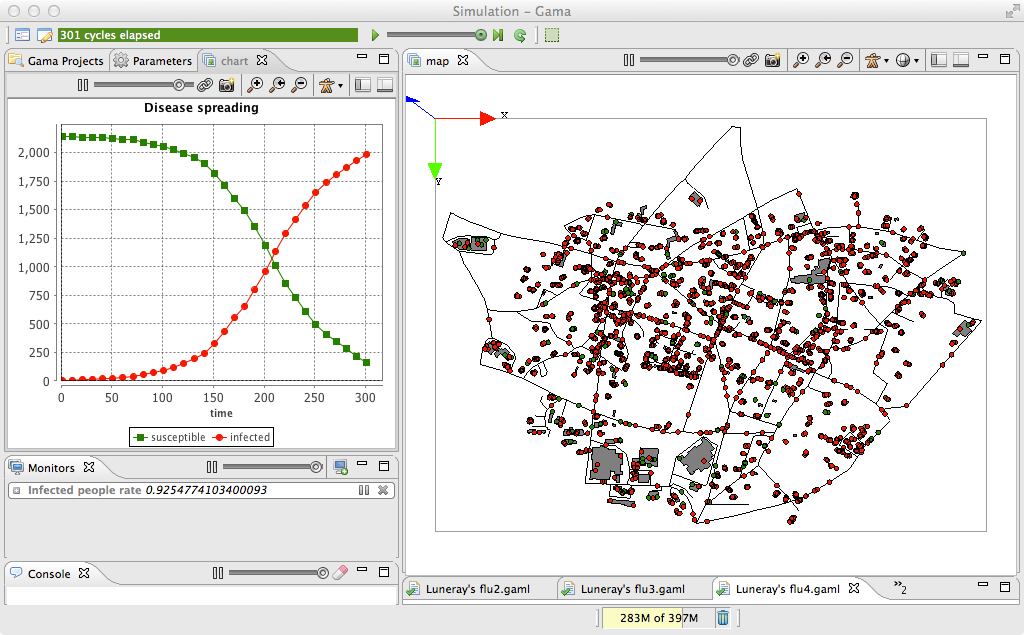 Simulation – Gama
301 cycles elapsed
Gama Projects
Parameters
chart
map
Disease spreading
2,000
1,750
1,500
1,250
1,000
750
500
250
0
0 50 100 150 200 250 300
time
susceptible infected
X
Y
Monitors
Infected people rate 0.9254774103400093
Console
Luneray's flu2.gaml
Luneray's flu3.gaml
Luneray's flu4.gaml
»2
283M of 397M